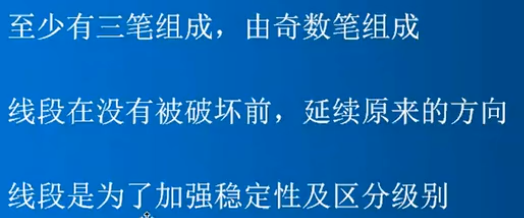 至少有三笔组成，由奇数笔组成
线段在没有被破坏前，延续原来的方向
线段是为了加强稳定性及区分级别